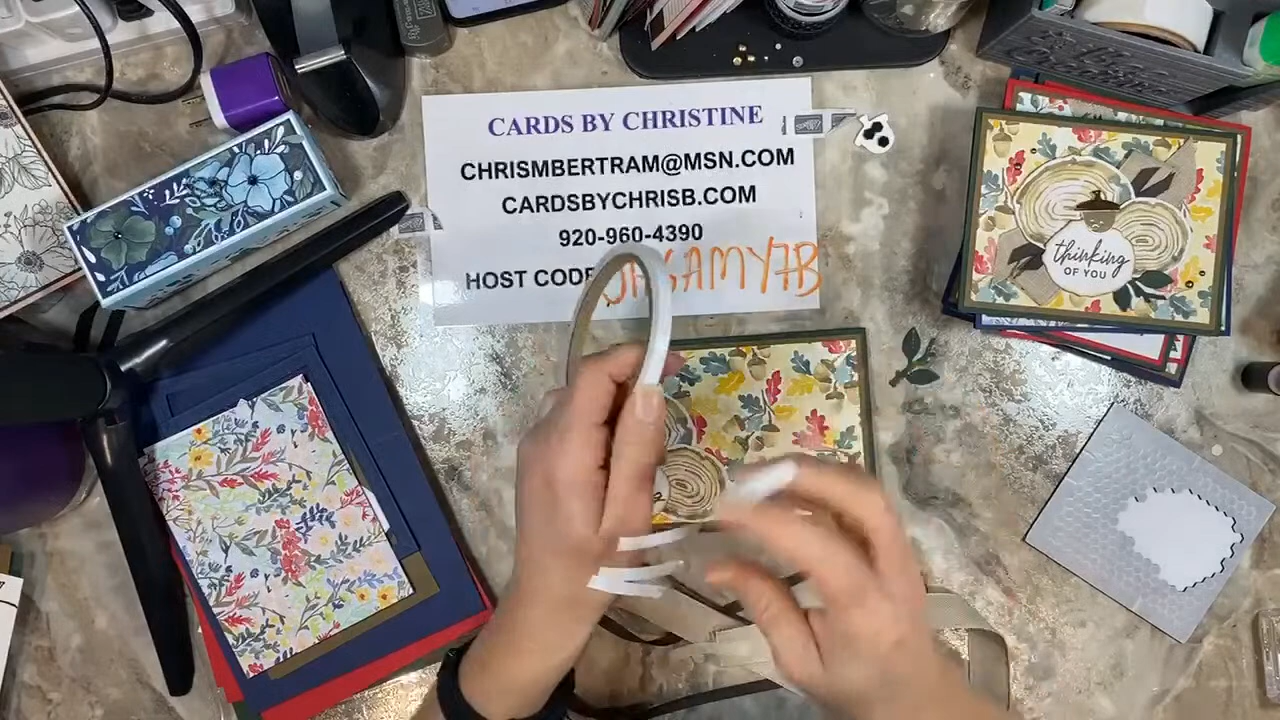 CARDS BY CHRISTINE
CHRISMBERTRAM@MSN.COM
CARDSBYCHRISB.COM
920-960-4390
HOST CODE
thinking
OF YOU